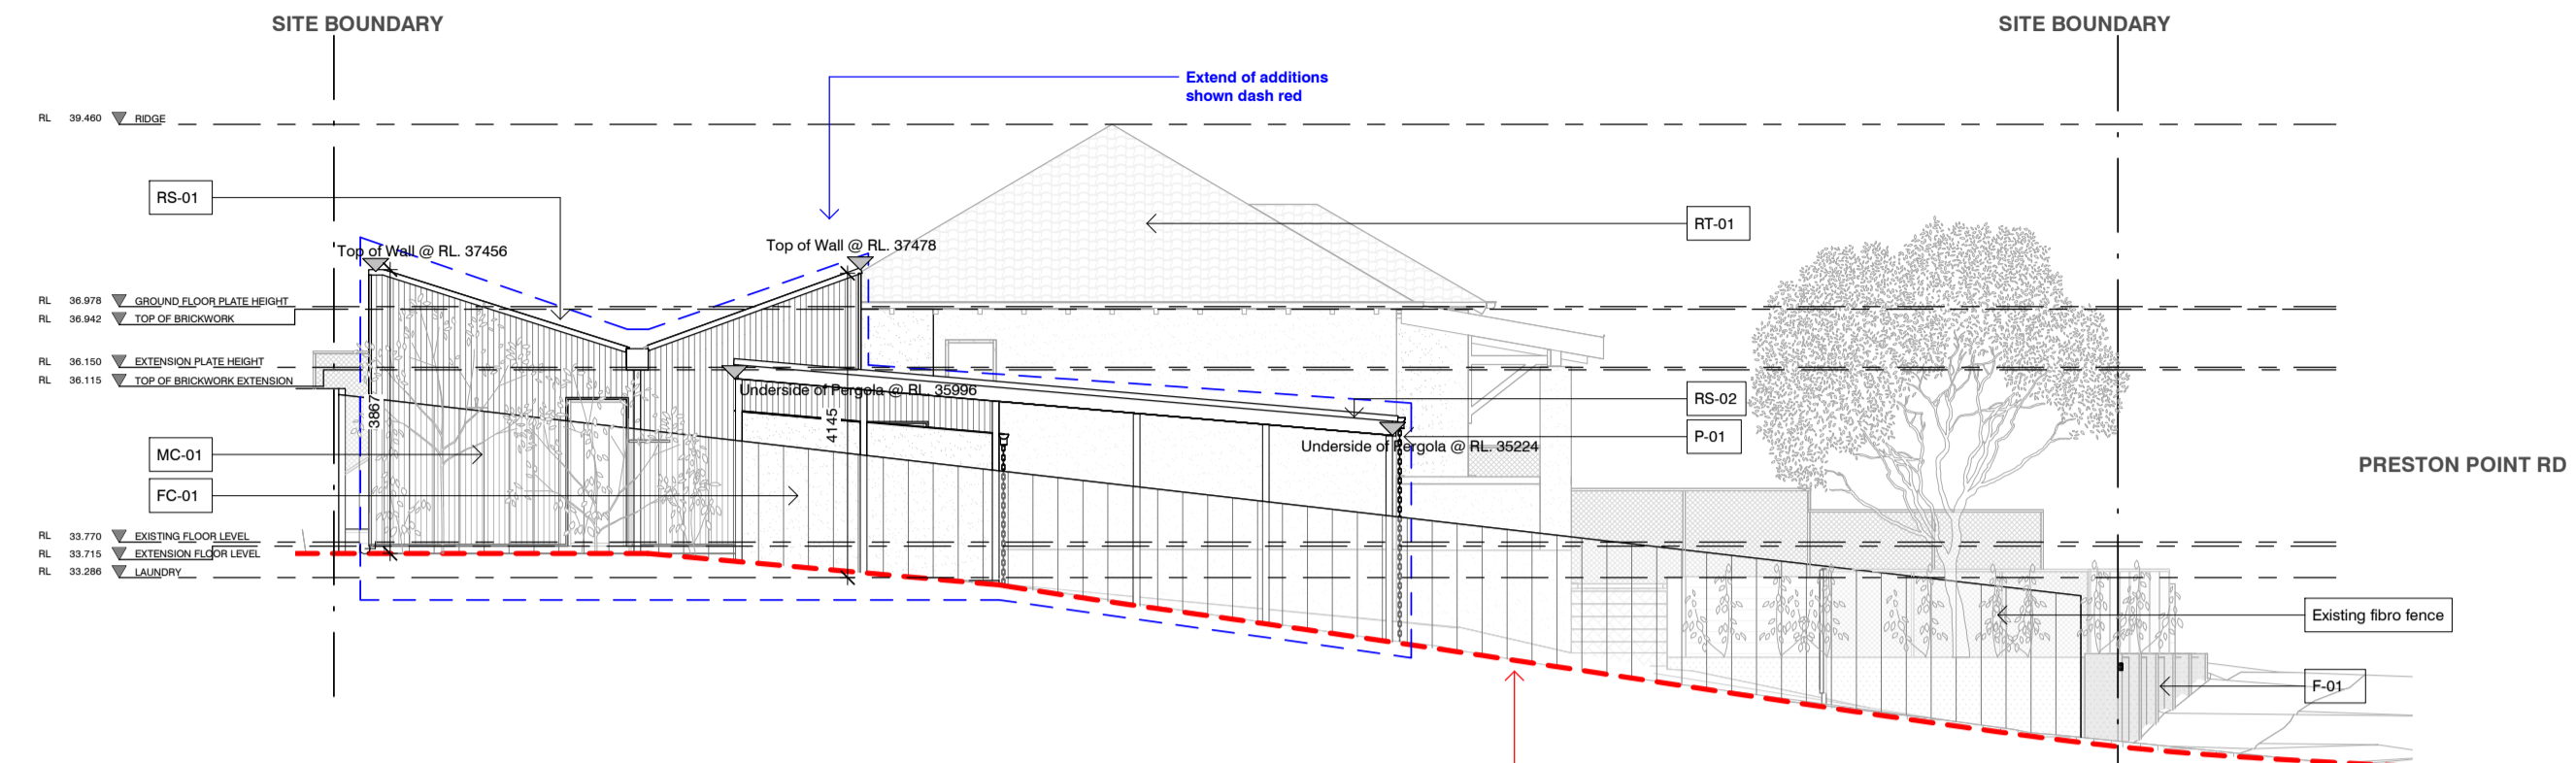 SITE BOUNDARY
SITE BOUNDARY
Extend of additions
shown dash red
RL 39.460 RIDGE
RS-01
RT-01
Top of Wall @ RL. 37456
Top of Wall @ RL. 37478
RL 36.978 GROUND FLOOR PLATE HEIGHT
RL 36.942 TOP OF BRICKWORK
RL 36.150 EXTENSION PLATE HEIGHT
RL 36.115 TOP OF BRICKWORK EXTENSION
Underside of Pergola @ RL. 35996
RS-02
3867
4145
P-01
Underside of Pergola @ RL. 35224
MC-01
PRESTON POINT RD
FC-01
RL 33.770 EXISTING FLOOR LEVEL
RL 33.715 EXTENSION FLOOR LEVEL
RL 33.286 LAUNDRY
Existing fibro fence
F-01